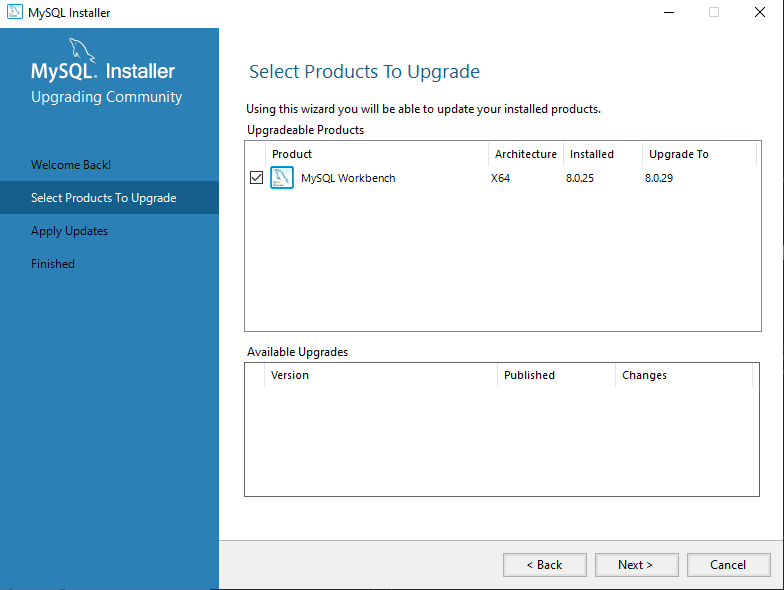 MySQL Installer
MySQL. Installer
Upgrading Community
Welcome Back!
Select Products To Upgrade
Apply Updates
Finished
Select Products To Upgrade
Using this wizard you will be able to update your installed products.
Upgradeable Products
Product Architecture Installed Upgrade To
MySQL Workbench X64 8.0.25 8.0.29
Available Upgrades
Version Published Changes
< Back Next > Cancel